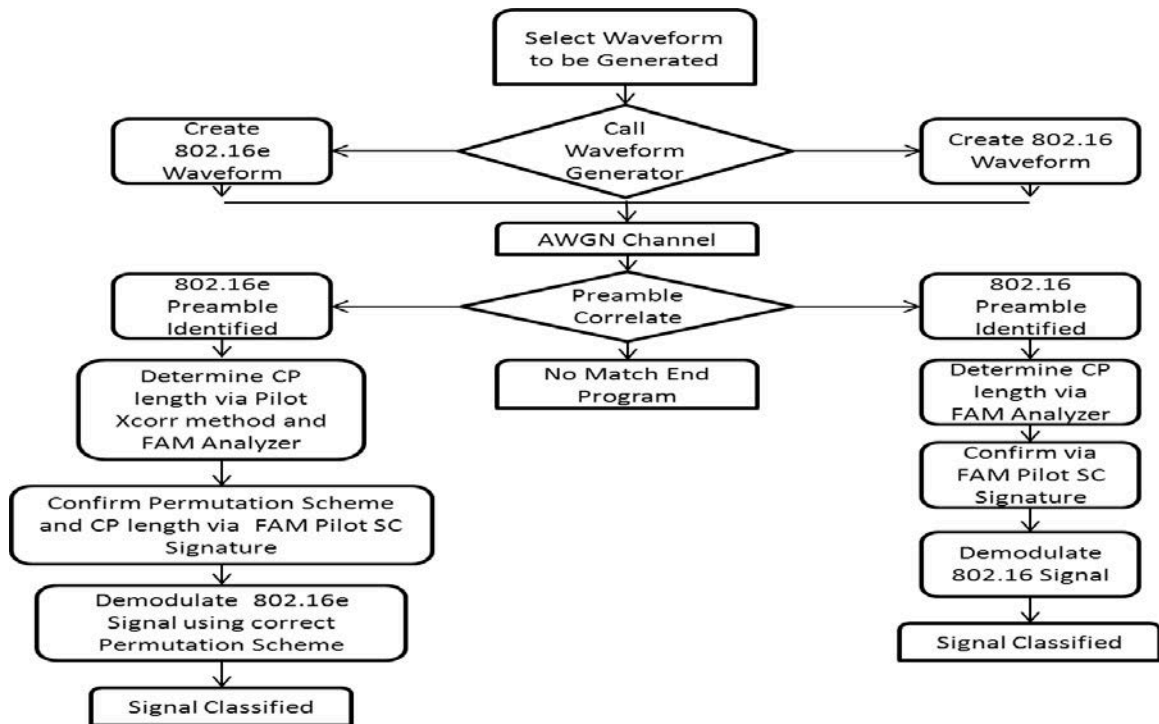 Select Waveform
to be Generated
Create
802.16e
Waveform
Call
Waveform
Generator
Create 802.16
Waveform
AWGN Channel
802.16e
Preamble
Identified
Preamble
Correlate
802.16
Preamble
Identified
No Match End
Program
Determine CP
length via Pilot
Xcorr method and
FAM Analyzer
Confirm Permutation Scheme
and CP length via FAM Pilot SC
Signature
Demodulate 802.16e
Signal using correct
Permutation Scheme
Signal Classified
Determine CP
length via
FAM Analyzer
Confirm via
FAM Pilot SC
Signature
Demodulate
802.16 Signal
Signal Classified